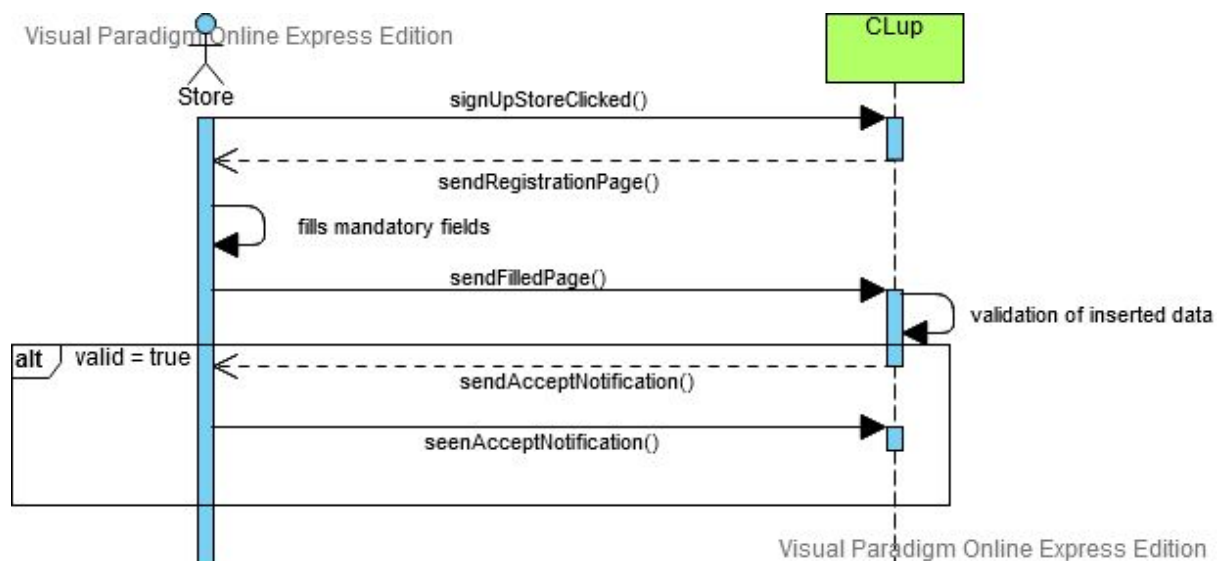 Visual Paradigm Online Express Edition
CLup
Store
signUpStoreClicked()
sendRegistrationPage()
fills mandatory fields
sendFilledPage()
validation of inserted data
alt valid = true
sendAcceptNotification()
seenAcceptNotification()
Visual Paradigm Online Express Edition